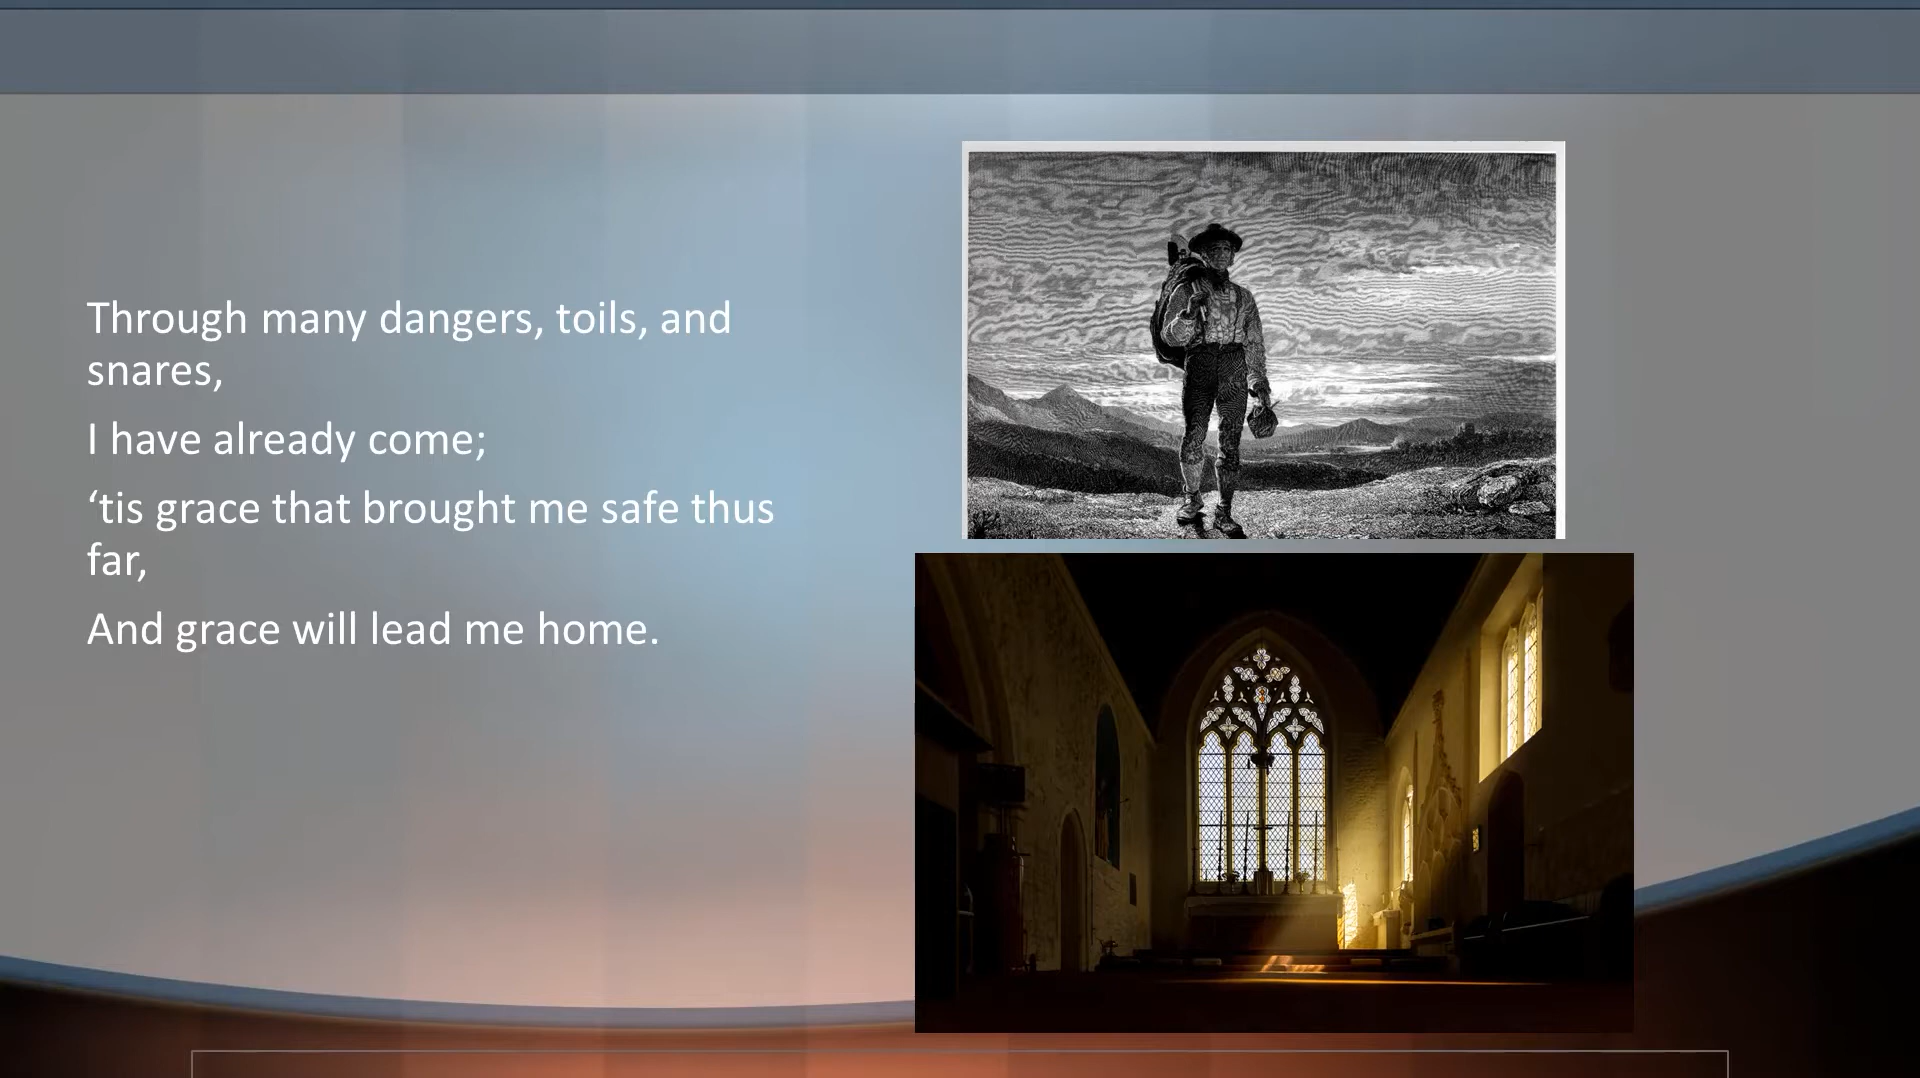 Through many dangers, toils, and
snares,
I have already come;
‘tis grace that brought me safe thus
far,
And grace will lead me home.